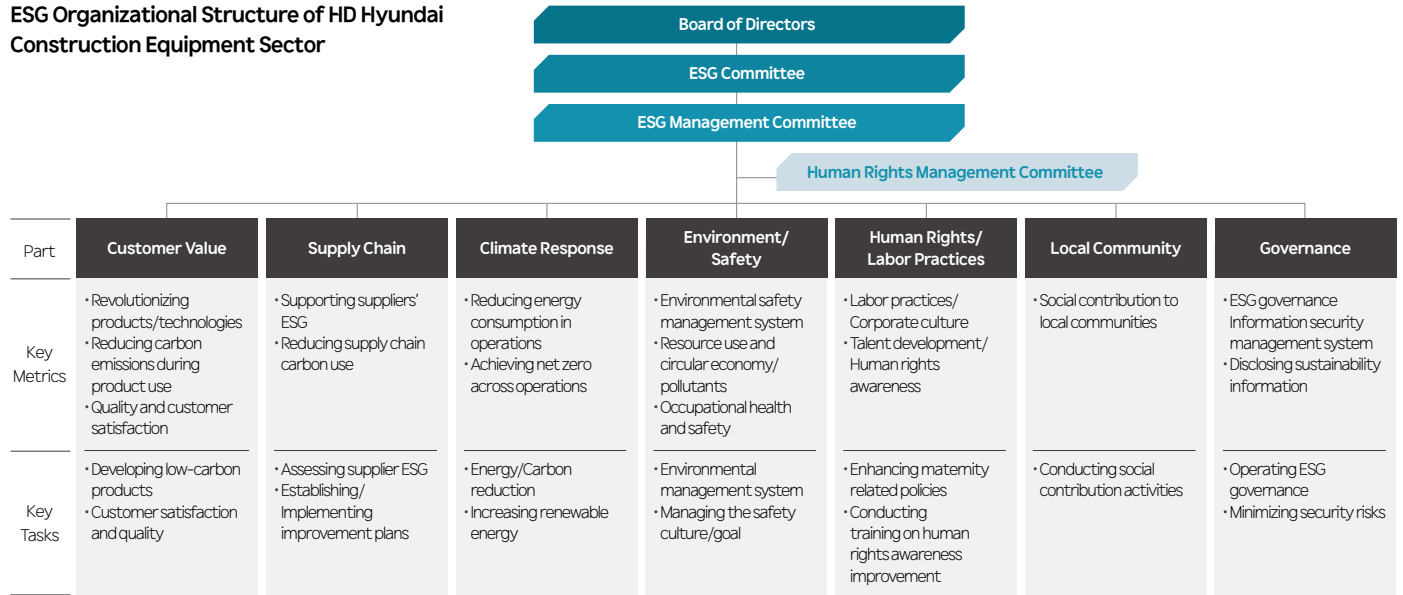 ESG Organizational Structure of HD Hyundai
Construction Equipment Sector
Board of Directors
ESG Committee
ESG Management Committee
Human Rights Management Committee
Part
Customer Value
Supply Chain
Climate Response
Environment/
Safety
Human Rights/
Labor Practices
Local Community
Governance
Key
Metrics
・Revolutionizing
products/technologies
・Reducing carbon
emissions during
product use
・Quality and customer
satisfaction
・Supporting suppliers’
ESG
・Reducing supply chain
carbon use
・Reducing energy
consumption in
operations
・Achieving net zero
across operations
・Environmental safety
management system
・Resource use and
circular economy/
pollutants
・Occupational health
and safety
・Labor practices/
Corporate culture
・Talent development/
Human rights
awareness
・Social contribution to
local communities
・ESG governance
Information security
management system
・Disclosing sustainability
information
Key
Tasks
・Developing low-carbon
products
・Customer satisfaction
and quality
・Assessing supplier ESG
・Establishing/
Implementing
improvement plans
・Energy/Carbon
reduction
・Increasing renewable
energy
・Environmental
management system
・Managing the safety
culture/goal
・Enhancing maternity
related policies
・Conducting
training on human
rights awareness
improvement
・Conducting social
contribution activities
・Operating ESG
governance
・Minimizing security risks